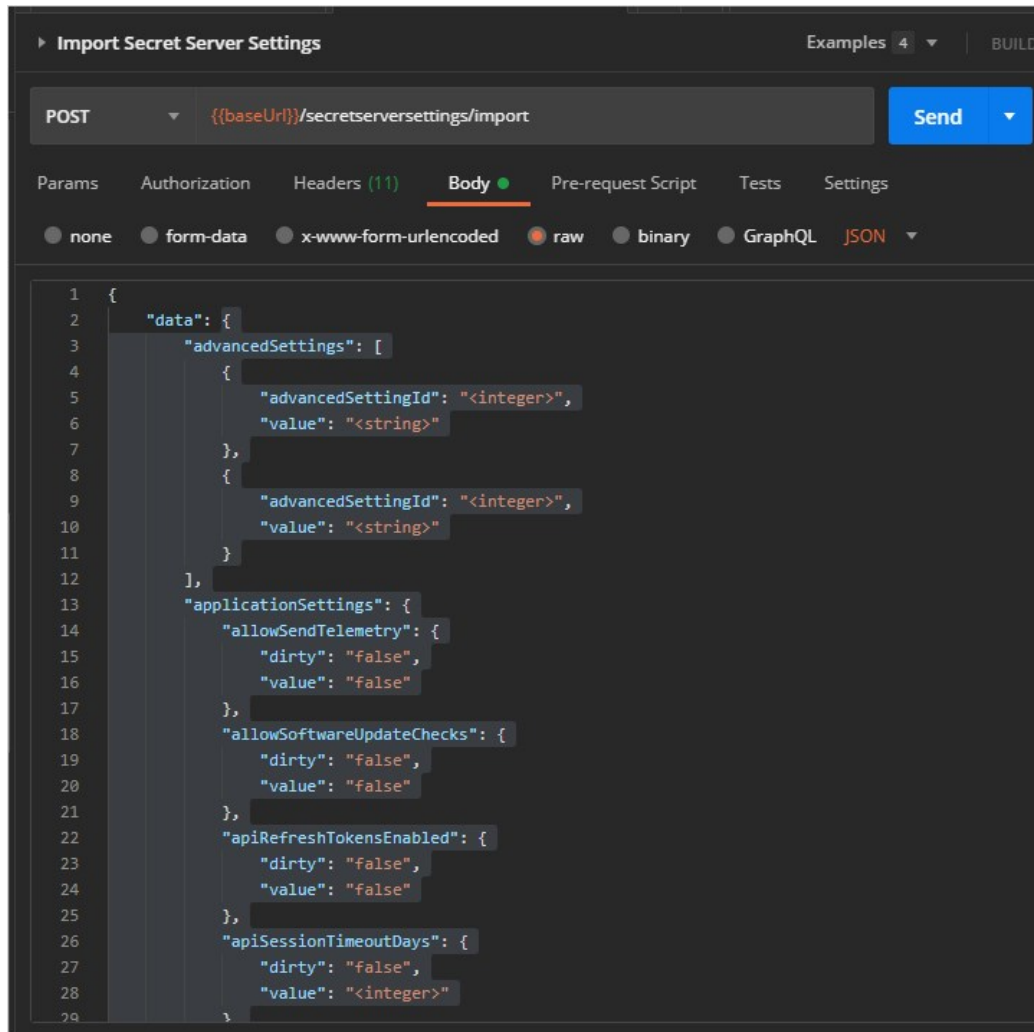 Import Secret Server Settings
Examples 4
BUILD
POST
{{baseUrl}}/secretserversettings/import
Send
Params Authorization Headers (11) Body Pre-request Script Tests Settings
none form-data x-www-form-urlencoded raw binary GraphQL JSON
1 {
2 "data": {
3 "advancedSettings": [
4 {
5 "advancedSettingId": "<integer>",
6 "value": "<string>"
7 },
8 {
9 "advancedSettingId": "<integer>",
10 "value": "<string>"
11 }
12 ],
13 "applicationSettings": {
14 "allowSendTelemetry": {
15 "dirty": "false",
16 "value": "false"
17 },
18 "allowSoftwareUpdateChecks": {
19 "dirty": "false",
20 "value": "false"
21 },
22 "apiRefreshTokensEnabled": {
23 "dirty": "false",
24 "value": "false"
25 },
26 "apiSessionTimeoutDays": {
27 "dirty": "false",
28 "value": "<integer>"
29 }